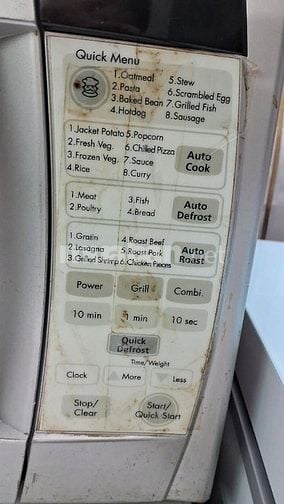 Quick Menu
1.Oatmeal 5.Stew
2.Pasta 6.Scrambled Egg
3.Baked Bean 7.Grilled Fish
4.Hotdog 8.Sausage
1.Jacket Potato 5.Popcorn
2.Fresh Veg. 6.Chilled Pizza
3.Frozen Veg. 7.Sauce
4.Rice 8.Curry
Auto
Cook
1.Meat 3.Fish
2.Poultry 4.Bread
Auto
Defrost
1.Gratin 4.Roast Beef
2.Lasagna 5.Roast Pork
3.Grilled Shrimp 6.Chicken Pieces
Auto
Roast
Power Grill Combi.
10 min 1 min 10 sec
Quick
Defrost
Time/Weight
Clock More Less
Stop/
Clear
Start/
Quick Start